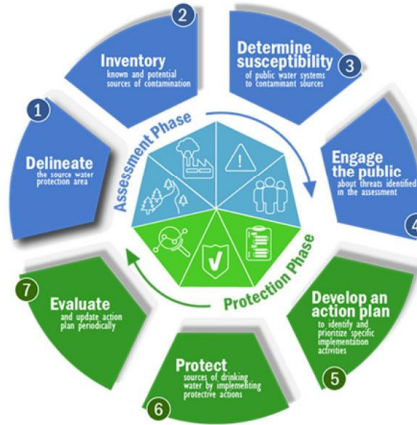 1
Delineate
the source water
protection area
2
Inventory
known and potential
sources of contamination
3
Determine
susceptibility
of public water systems
to contaminant sources
4
Engage
the public
about threats identified
in the assessment
5
Develop an
action plan
to identify and
prioritize specific
implementation
activities
6
Protect
sources of drinking
water by implementing
protective actions
7
Evaluate
and update action
plan periodically
Assessment Phase
Protection Phase